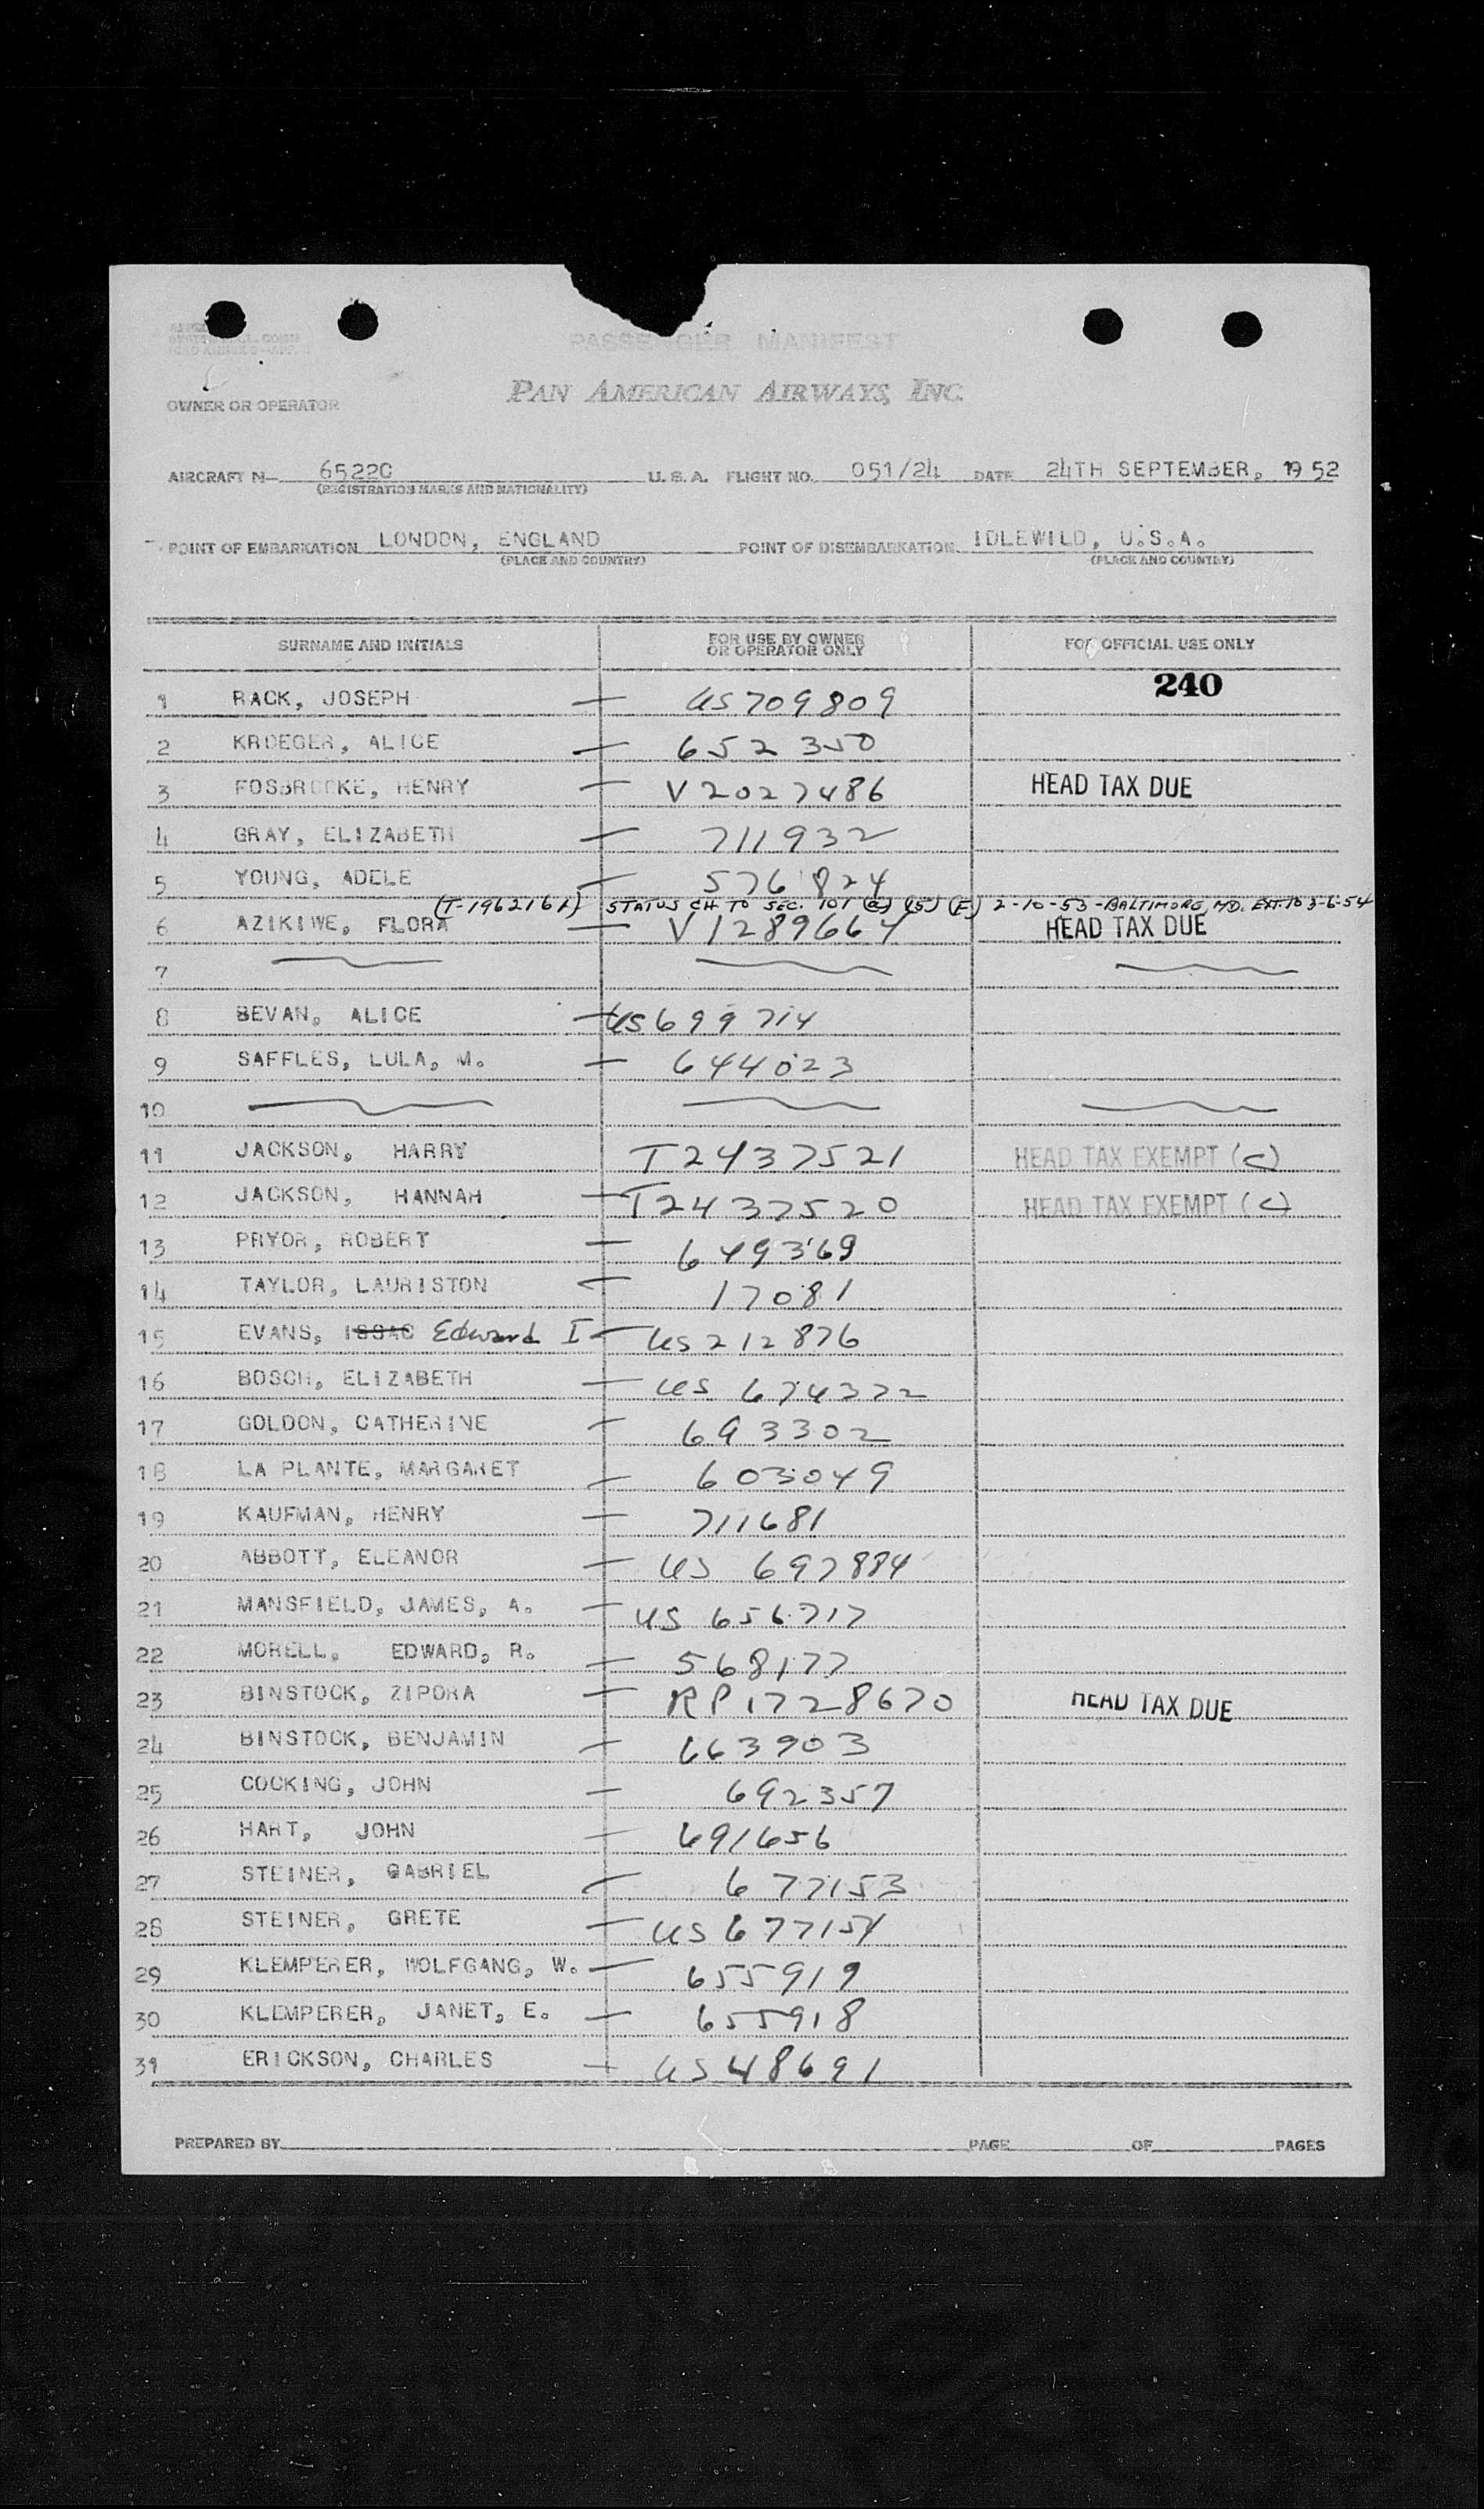 PASSENGER MANIFEST
PAN AMERICAN AIRWAYS, INC.
OWNER OR OPERATOR
AIRCRAFT N- 65220 U. S. A. FLIGHT NO. 051/24 DATE 24TH SEPTEMBER, 19 52
(REGISTRATION MARKS AND NATIONALITY)
POINT OF EMBARKATION LONDON, ENGLAND POINT OF DISEMBARKATION IDLEWILD, U.S.A.
(PLACE AND COUNTRY) (PLACE AND COUNTRY)
SURNAME AND INITIALS FOR USE BY OWNER OR OPERATOR ONLY FOR OFFICIAL USE ONLY
240
1 RACK, JOSEPH — US709809
2 KROEGER, ALICE — 652350
3 FOSBROOKE, HENRY — V2027486 HEAD TAX DUE
4 GRAY, ELIZABETH — 711932
5 YOUNG, ADELE — 576824
(T-1962161) STATUS CH. TO SEC. 101 (a) (15) (F) 2-10-53-BALTIMORE, MD. EXT. TO 3-6-54
6 AZIKIWE, FLORA — V1289664 HEAD TAX DUE
7
8 BEVAN, ALICE — US699714
9 SAFFLES, LULA, M. — 644023
10
11 JACKSON, HARRY T2437521 HEAD TAX EXEMPT (C)
12 JACKSON, HANNAH — T2437520 HEAD TAX EXEMPT (C)
13 PRYOR, ROBERT — 649369
14 TAYLOR, LAURISTON — 17081
15 EVANS, ISSAC Edward I — US212876
16 BOSCH, ELIZABETH — US 674372
17 GOLDON, CATHERINE — 693302
18 LA PLANTE, MARGARET — 603049
19 KAUFMAN, HENRY — 711681
20 ABBOTT, ELEANOR — US 697884
21 MANSFIELD, JAMES, A. — US 656717
22 MORELL, EDWARD, R. — 568177
23 BINSTOCK, ZIPORA — RP1728670 HEAD TAX DUE
24 BINSTOCK, BENJAMIN — 663903
25 COCKING, JOHN — 692357
26 HART, JOHN — 691656
27 STEINER, GABRIEL — 677153
28 STEINER, GRETE — US677154
29 KLEMPERER, WOLFGANG, W. — 655919
30 KLEMPERER, JANET, E. — 655918
31 ERICKSON, CHARLES — US48691
PREPARED BY PAGE OF PAGES